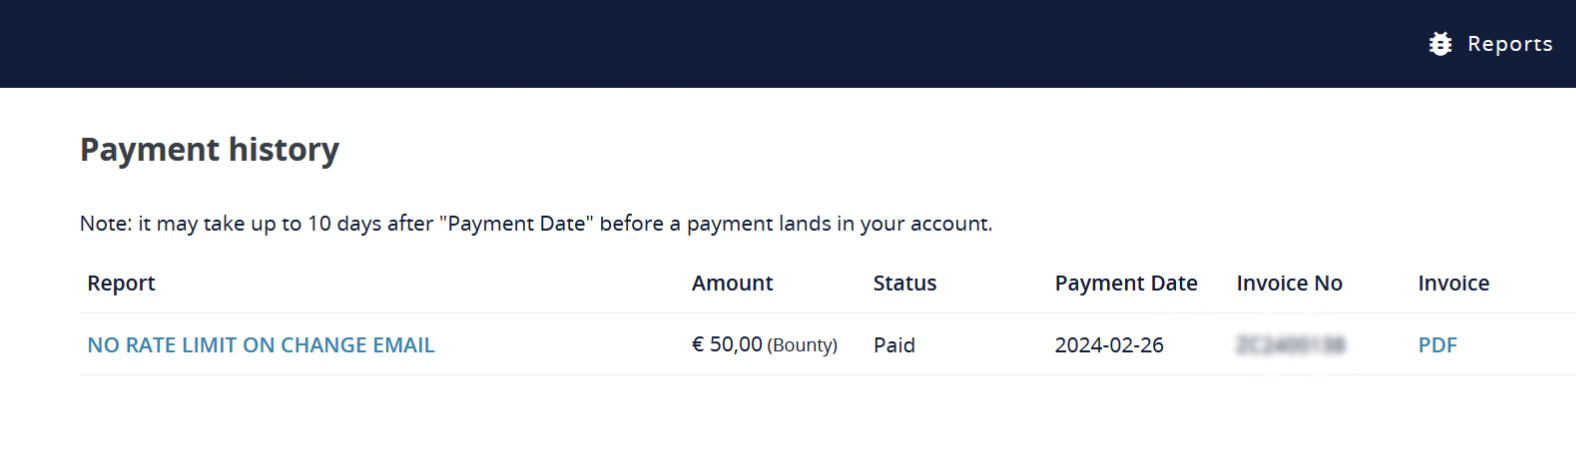 Reports
Payment history
Note: it may take up to 10 days after "Payment Date" before a payment lands in your account.
Report Amount Status Payment Date Invoice No Invoice
NO RATE LIMIT ON CHANGE EMAIL € 50,00 (Bounty) Paid 2024-02-26 PDF